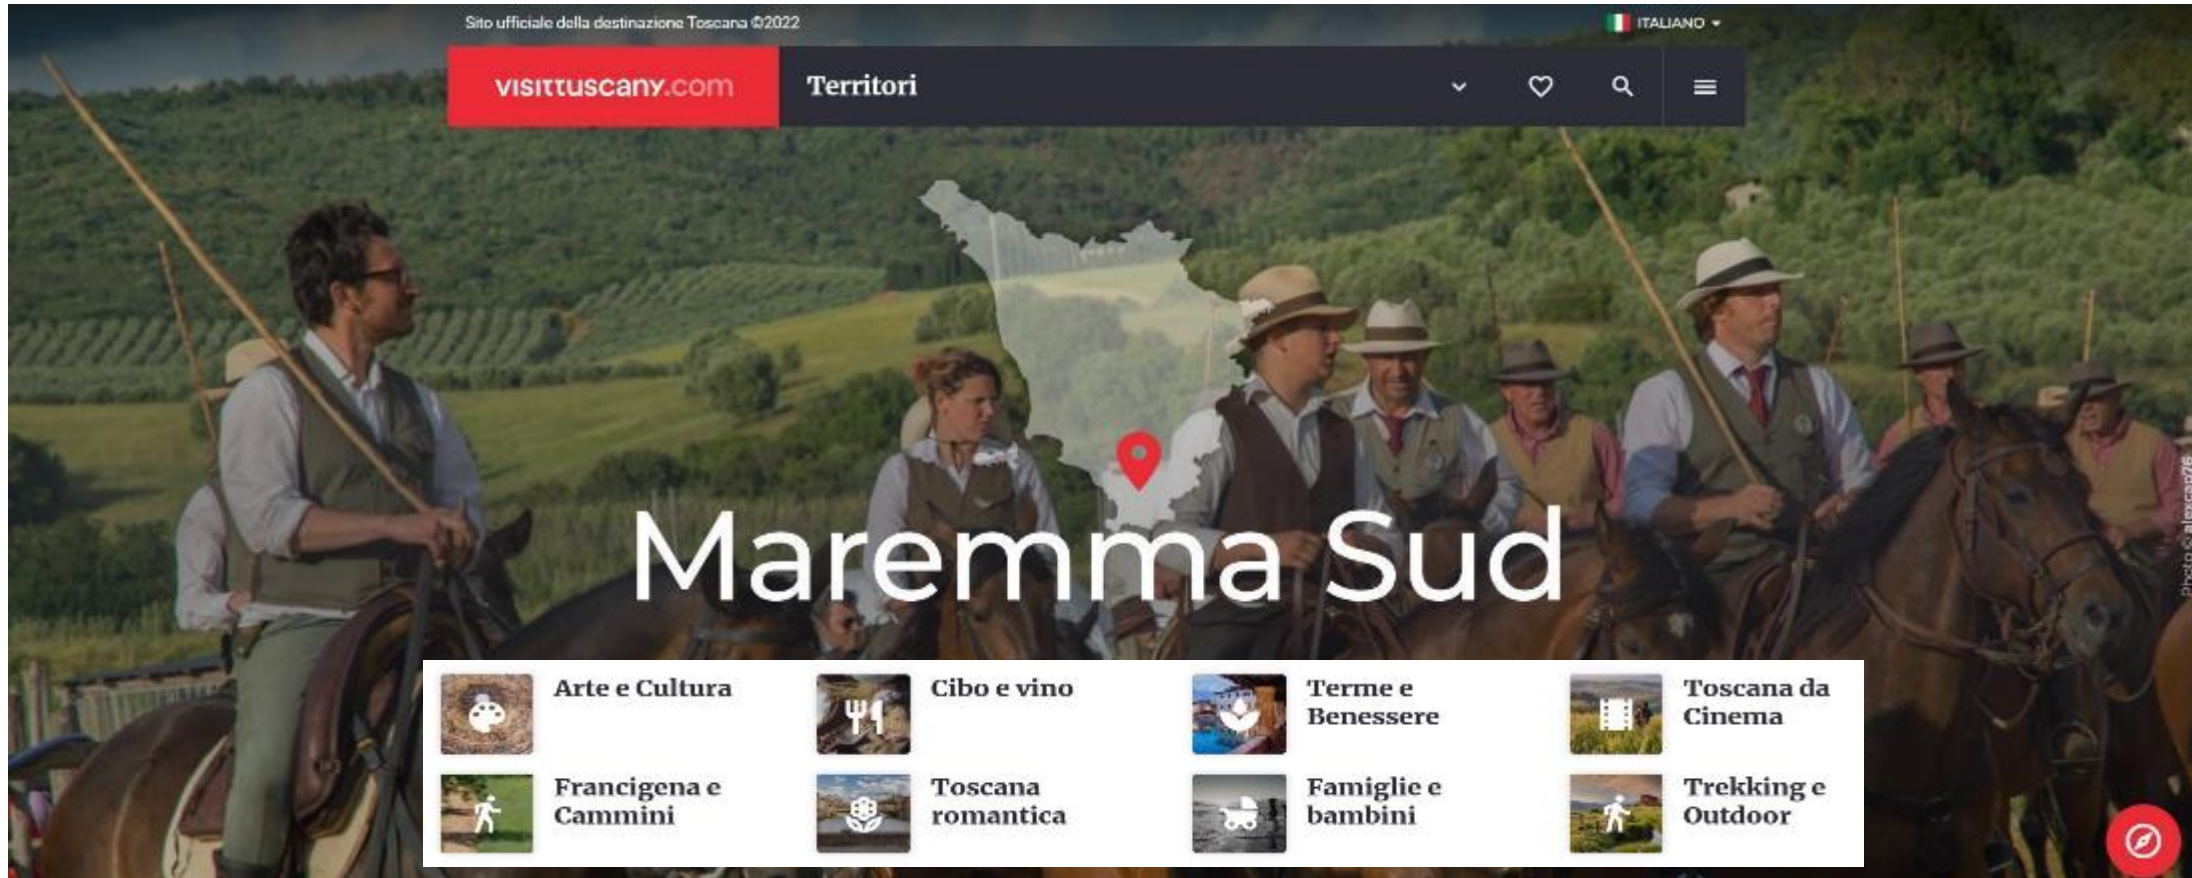 Sito ufficiale della destinazione Toscana ©2022
ITALIANO
visittuscany.com
Territori
Maremma Sud
Arte e Cultura
Cibo e vino
Terme e
Benessere
Toscana da
Cinema
Francigena e
Cammini
Toscana
romantica
Famiglie e
bambini
Trekking e
Outdoor